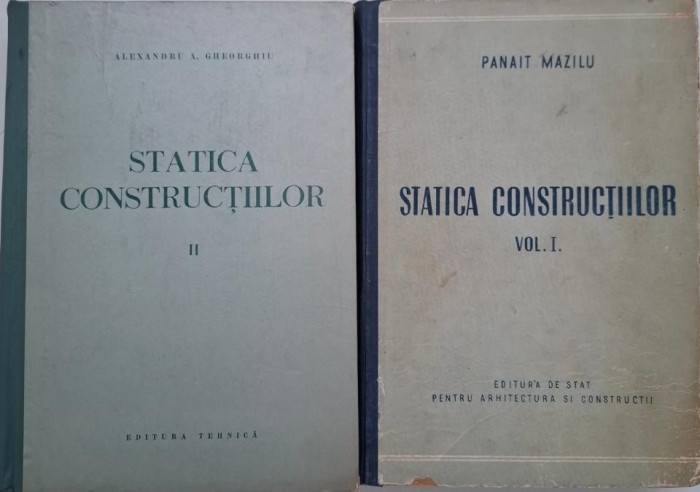 ALEXANDRU A. GHEORGHIU
STATICA
CONSTRUCȚIILOR
II
EDITURA TEHNICĂ
PANAIT MAZILU
STATICA CONSTRUCȚIILOR
VOL. I.
EDITURA DE STAT
PENTRU ARHITECTURA SI CONSTRUCTII